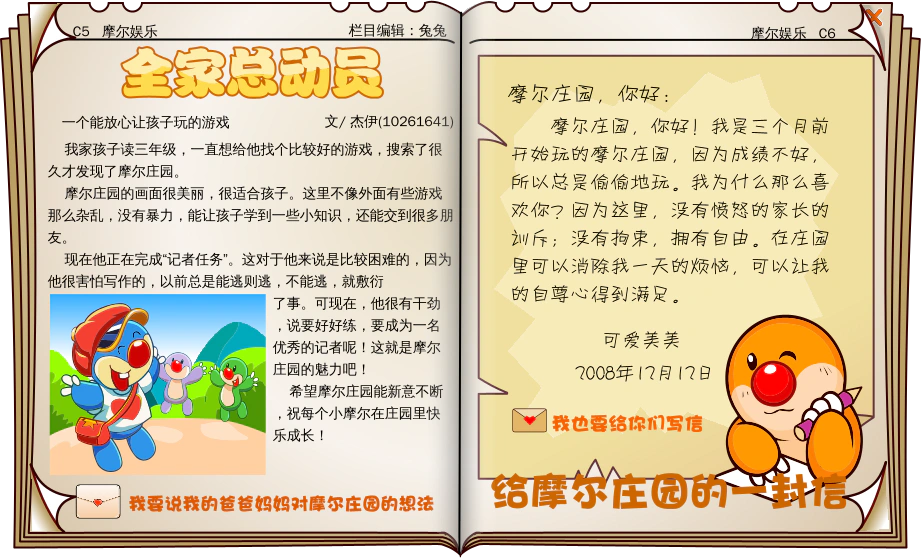 C5 摩尔娱乐 栏目编辑：兔兔
全家总动员
一个能放心让孩子玩的游戏 文/ 杰伊(10261641)
我家孩子读三年级，一直想给他找个比较好的游戏，搜索了很
久才发现了摩尔庄园。
摩尔庄园的画面很美丽，很适合孩子。这里不像外面有些游戏
那么杂乱，没有暴力，能让孩子学到一些小知识，还能交到很多朋
友。
现在他正在完成“记者任务”。这对于他来说是比较困难的，因为
他很害怕写作的，以前总是能逃则逃，不能逃，就敷衍
了事。可现在，他很有干劲
，说要好好练，要成为一名
优秀的记者呢！这就是摩尔
庄园的魅力吧！
希望摩尔庄园能新意不断
，祝每个小摩尔在庄园里快
乐成长！
我要说我的爸爸妈妈对摩尔庄园的想法
摩尔娱乐 C6
摩尔庄园，你好：
摩尔庄园，你好！我是三个月前
开始玩的摩尔庄园，因为成绩不好，
所以总是偷偷地玩。我为什么那么喜
欢你？因为这里，没有愤怒的家长的
训斥；没有拘束，拥有自由。在庄园
里可以消除我一天的烦恼，可以让我
的自尊心得到满足。
可爱美美
2008年12月12日
我也要给你们写信
给摩尔庄园的一封信